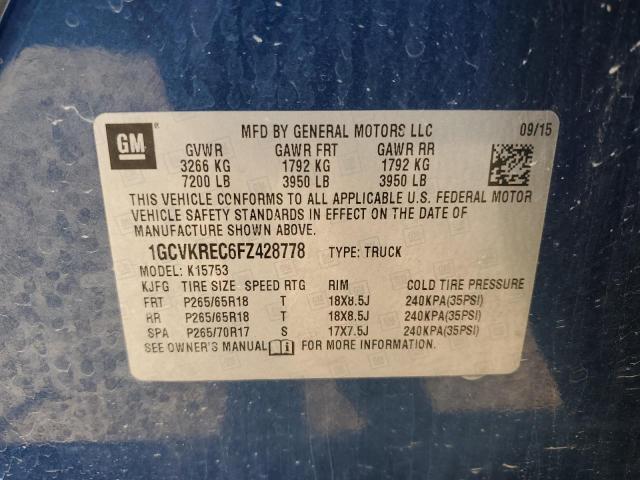 GM ® MFD BY GENERAL MOTORS LLC 09/15
GVWR GAWR FRT GAWR RR
3266 KG 1792 KG 1792 KG
7200 LB 3950 LB 3950 LB
THIS VEHICLE CONFORMS TO ALL APPLICABLE U.S. FEDERAL MOTOR
VEHICLE SAFETY STANDARDS IN EFFECT ON THE DATE OF
MANUFACTURE SHOWN ABOVE.
1GCVKREC6FZ428778 TYPE: TRUCK
MODEL: K15753
KJFG TIRE SIZE SPEED RTG RIM COLD TIRE PRESSURE
FRT P265/65R18 T 18X8.5J 240KPA(35PSI)
RR P265/65R18 T 18X8.5J 240KPA(35PSI)
SPA P265/70R17 S 17X7.5J 240KPA(35PSI)
SEE OWNER'S MANUAL FOR MORE INFORMATION.